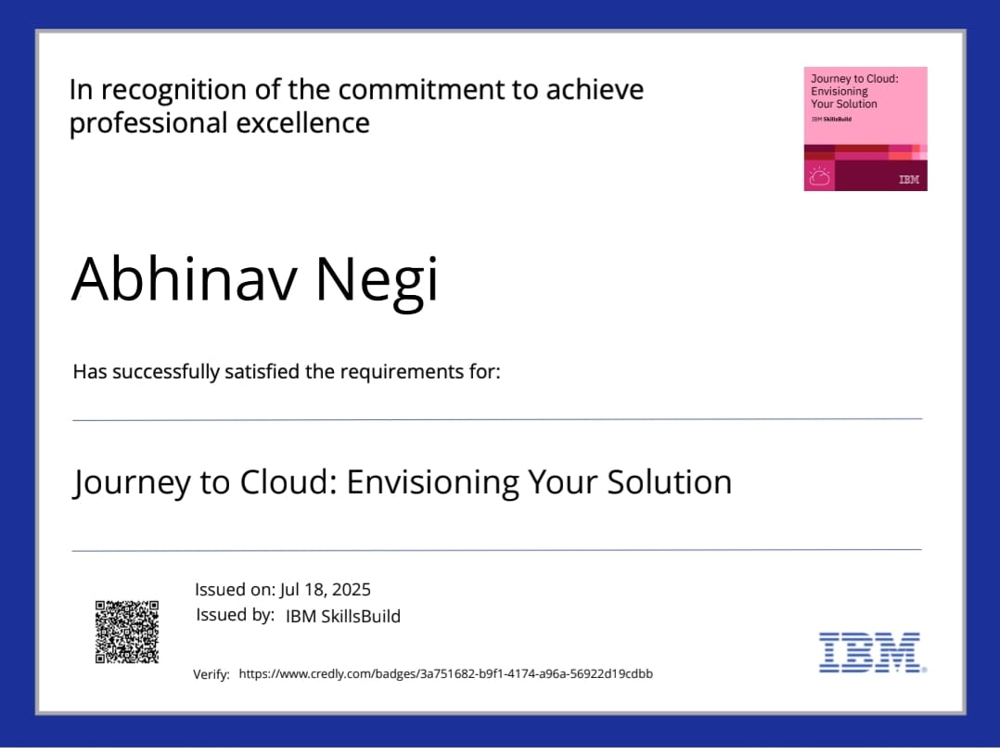 In recognition of the commitment to achieve
professional excellence
Journey to Cloud:
Envisioning
Your Solution
IBM SkillsBuild
IBM
Abhinav Negi
Has successfully satisfied the requirements for:
Journey to Cloud: Envisioning Your Solution
Issued on: Jul 18, 2025
Issued by: IBM SkillsBuild
Verify: https://www.credly.com/badges/3a751682-b9f1-4174-a96a-56922d19cdbb
IBM®